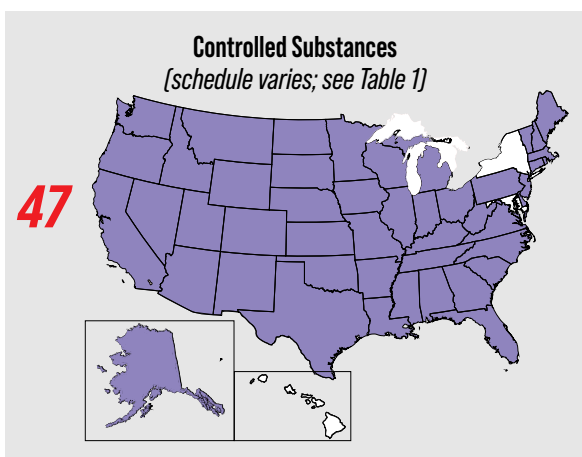 Controlled Substances
(schedule varies; see Table 1)
47